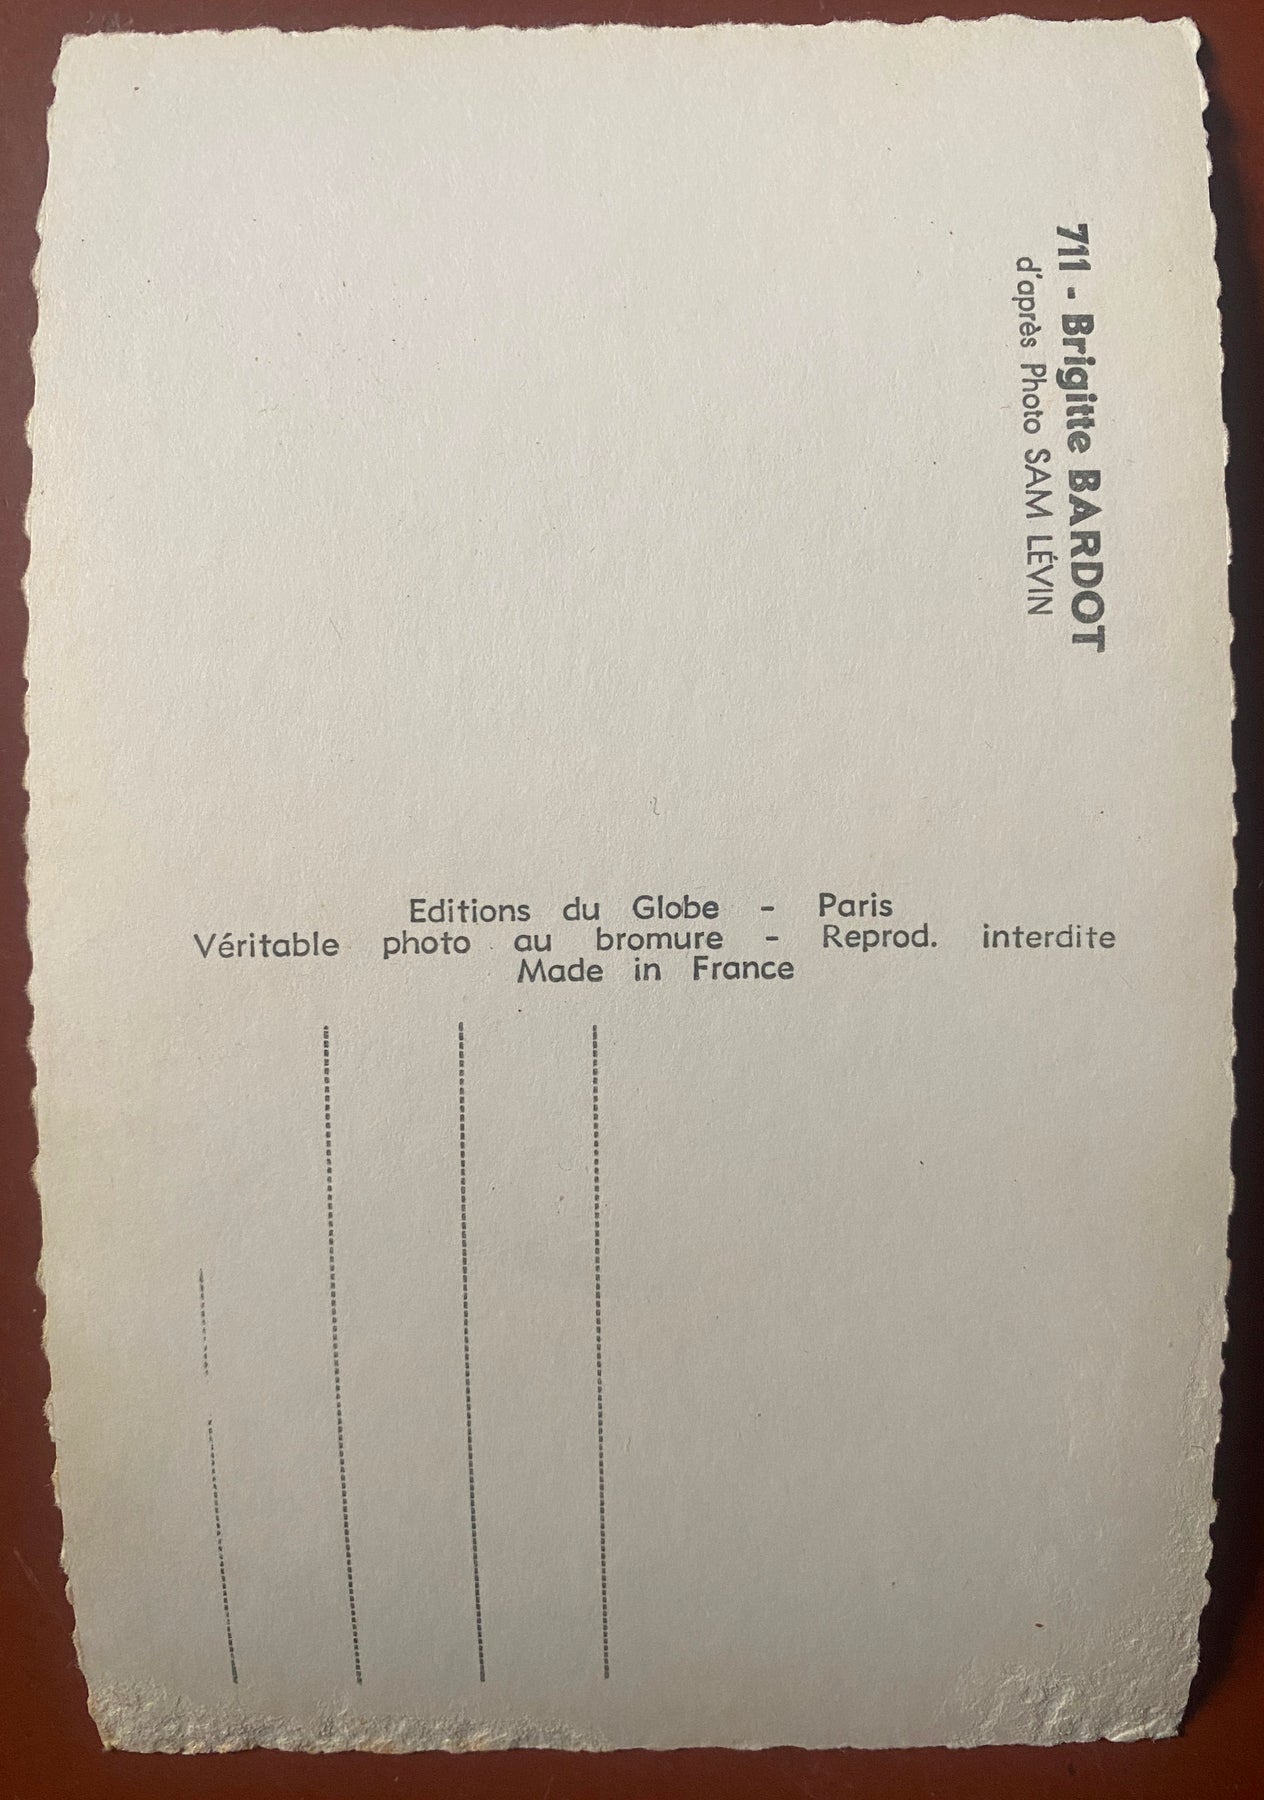 711 - Brigitte BARDOT
d'après Photo SAM LÉVIN
Editions du Globe - Paris
Véritable photo au bromure - Reprod. interdite
Made in France